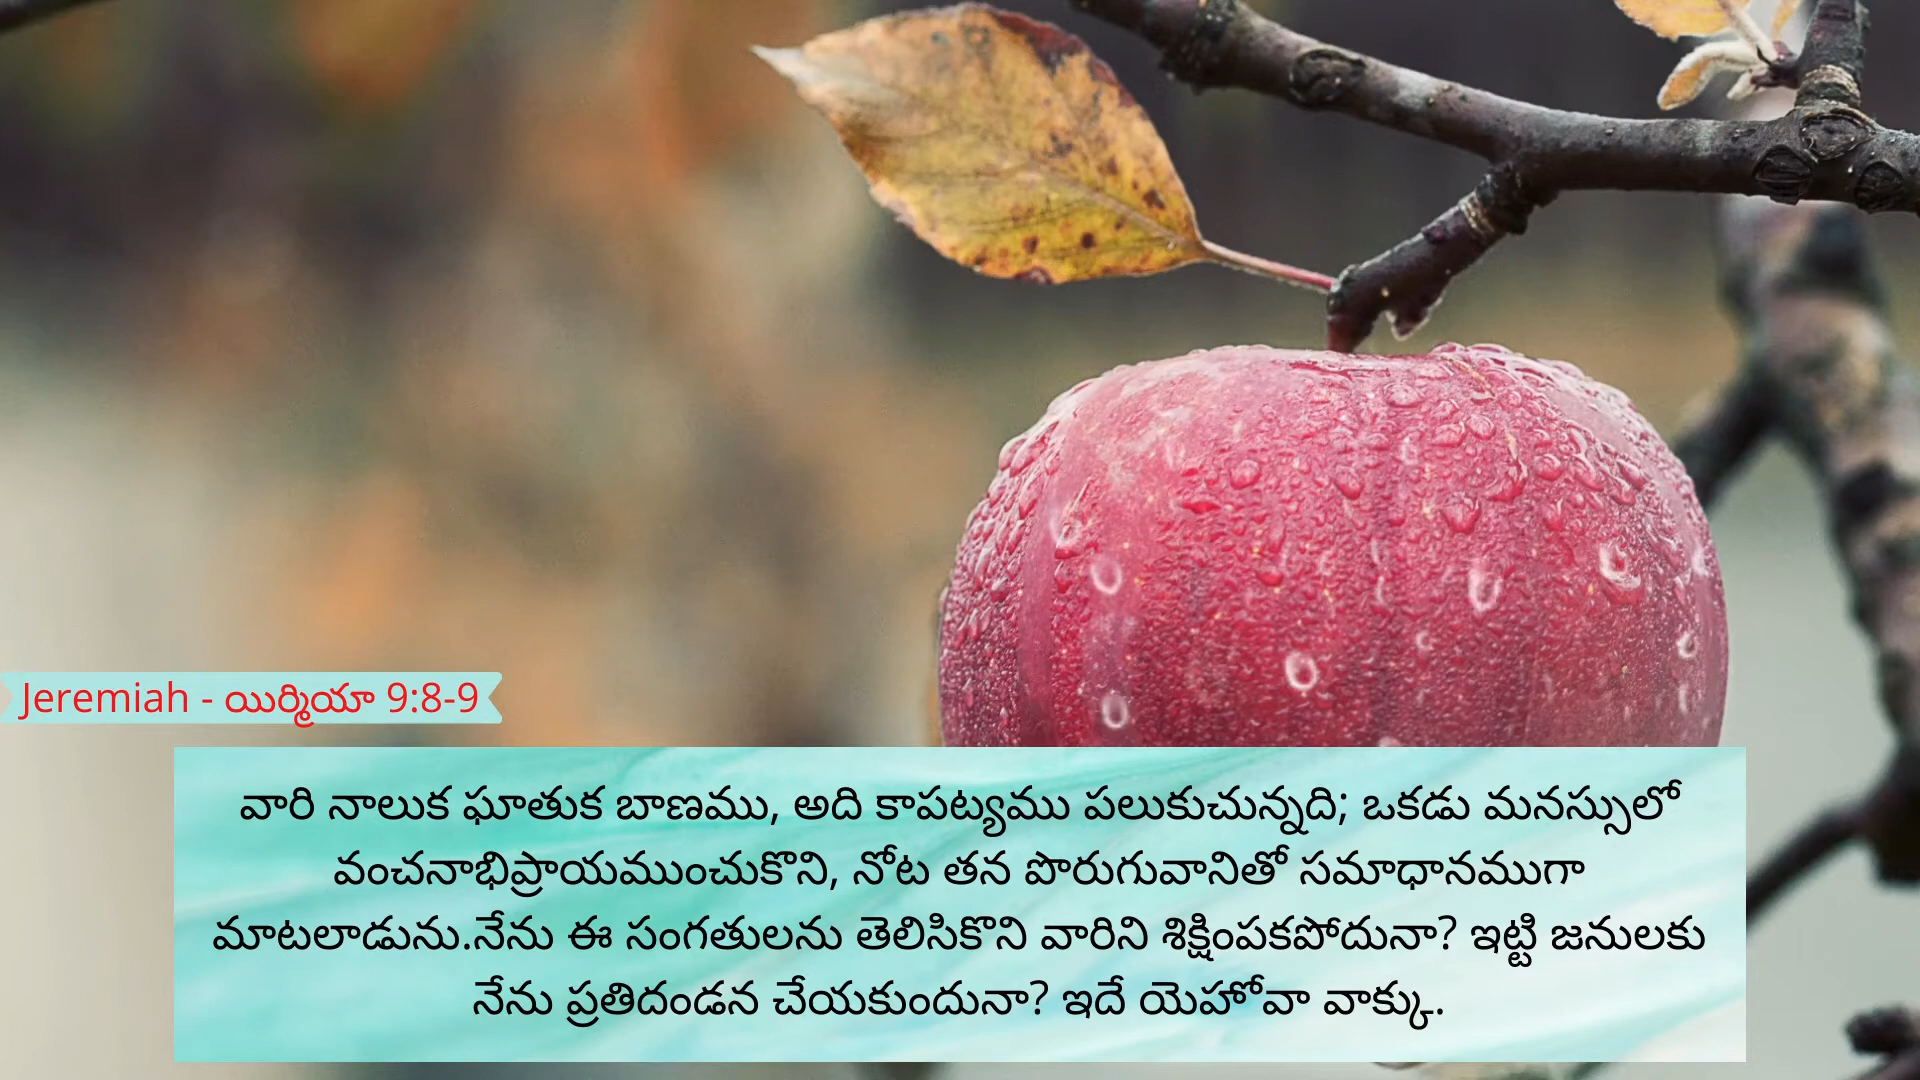 Jeremiah - యిర్మియా 9:8-9
వారి నాలుక ఘాతుక బాణము, అది కాపట్యము పలుకుచున్నది; ఒకడు మనస్సులో
వంచనాభిప్రాయముంచుకొని, నోట తన పొరుగువానితో సమాధానముగా
మాటలాడును.నేను ఈ సంగతులను తెలిసికొని వారిని శిక్షింపకపోదునా? ఇట్టి జనులకు
నేను ప్రతిదండన చేయకుందునా? ఇదే యెహోవా వాక్కు.